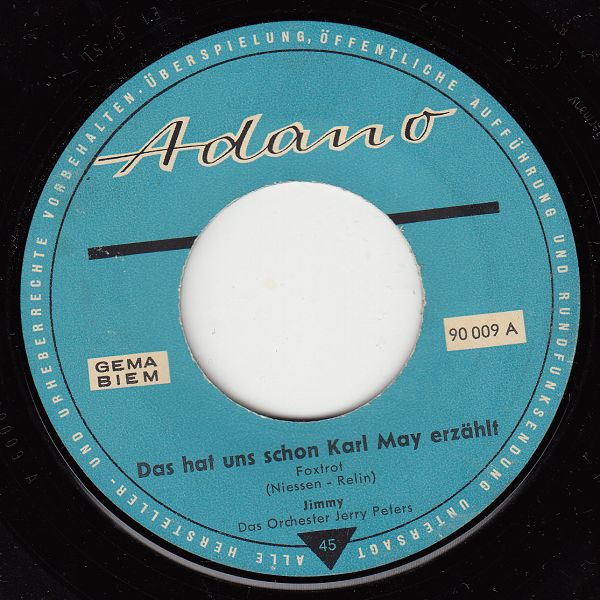 ALLE HERSTELLER- UND URHEBERRECHTE VORBEHALTEN. ÜBERSPIELUNG, ÖFFENTLICHE AUFFÜHRUNG UND RUNDFUNKSENDUNG UNTERSAGT
Adano
90 009 A
GEMA
BIEM
Das hat uns schon Karl May erzählt
Foxtrot
(Niessen - Relin)
Jimmy
Das Orchester Jerry Peters
45